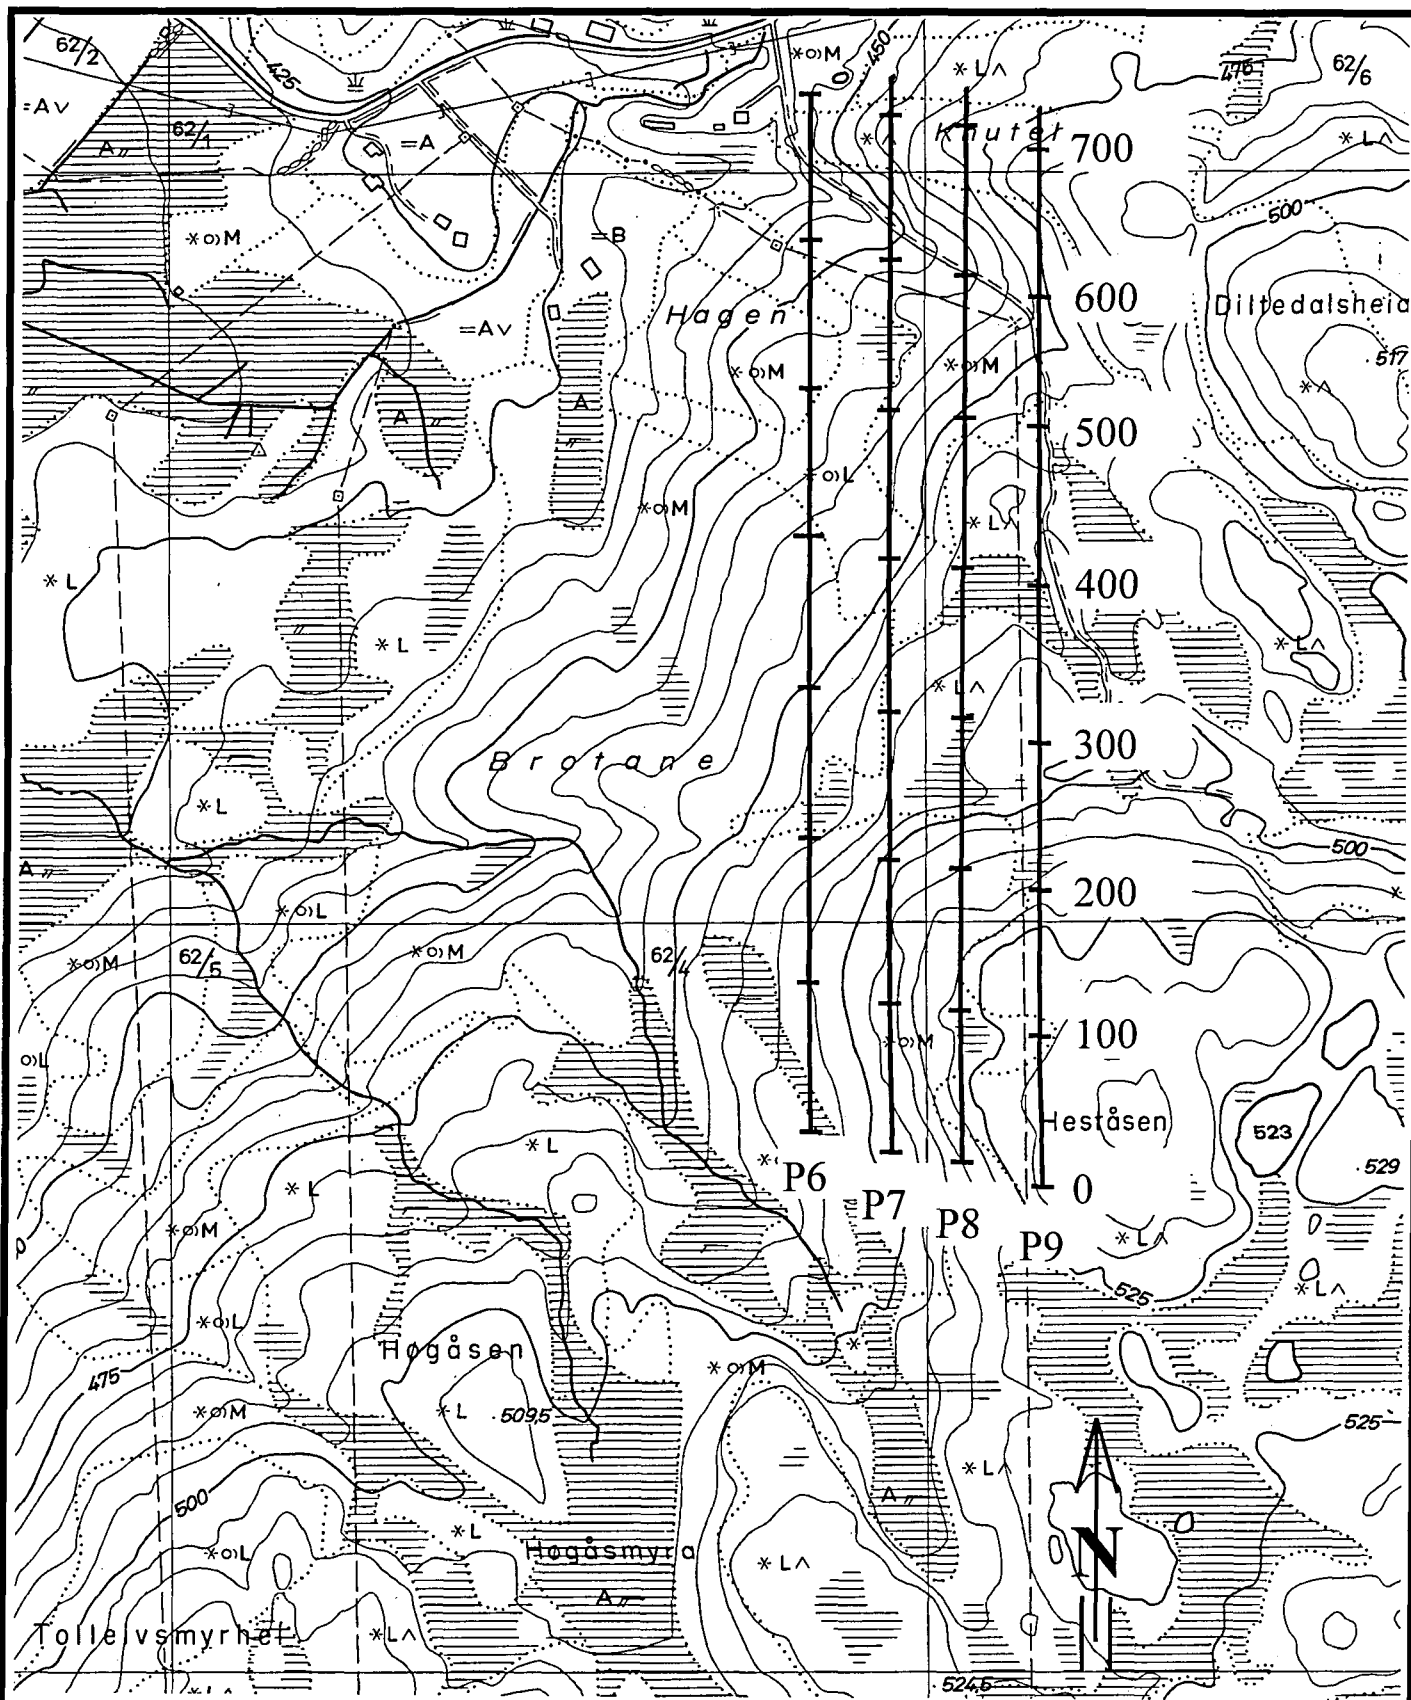 62/2
425
*o)M
450
*L^
475
62/6
=A v
62/1
A
=A
*^
Knutet
700
*L^
500
*o)M
=B
Hagen
600
Diltedalsheia
=A v
*o)M
*o)M
.517
*^
A
A
500
*o)L
*o)M
*L^
*L
400
*L
*L^
*L^
Brotane
300
*L
500
A
200
*o)L
*o)M
62/5
*o)M
62/4
100
*o)M
o)L
Heståsen
523
*L
.529
P6
P7
P8
P9
0
*L
*o)M
*L^
*L^
525
*o)L
Høgåsen
*o)M
475
*o)M
*L
.509,5
525
*L^
500
A
*L
N
*o)L
Høgåsmyra
*L^
A
Tolleivsmyrhei
*L^
524,5